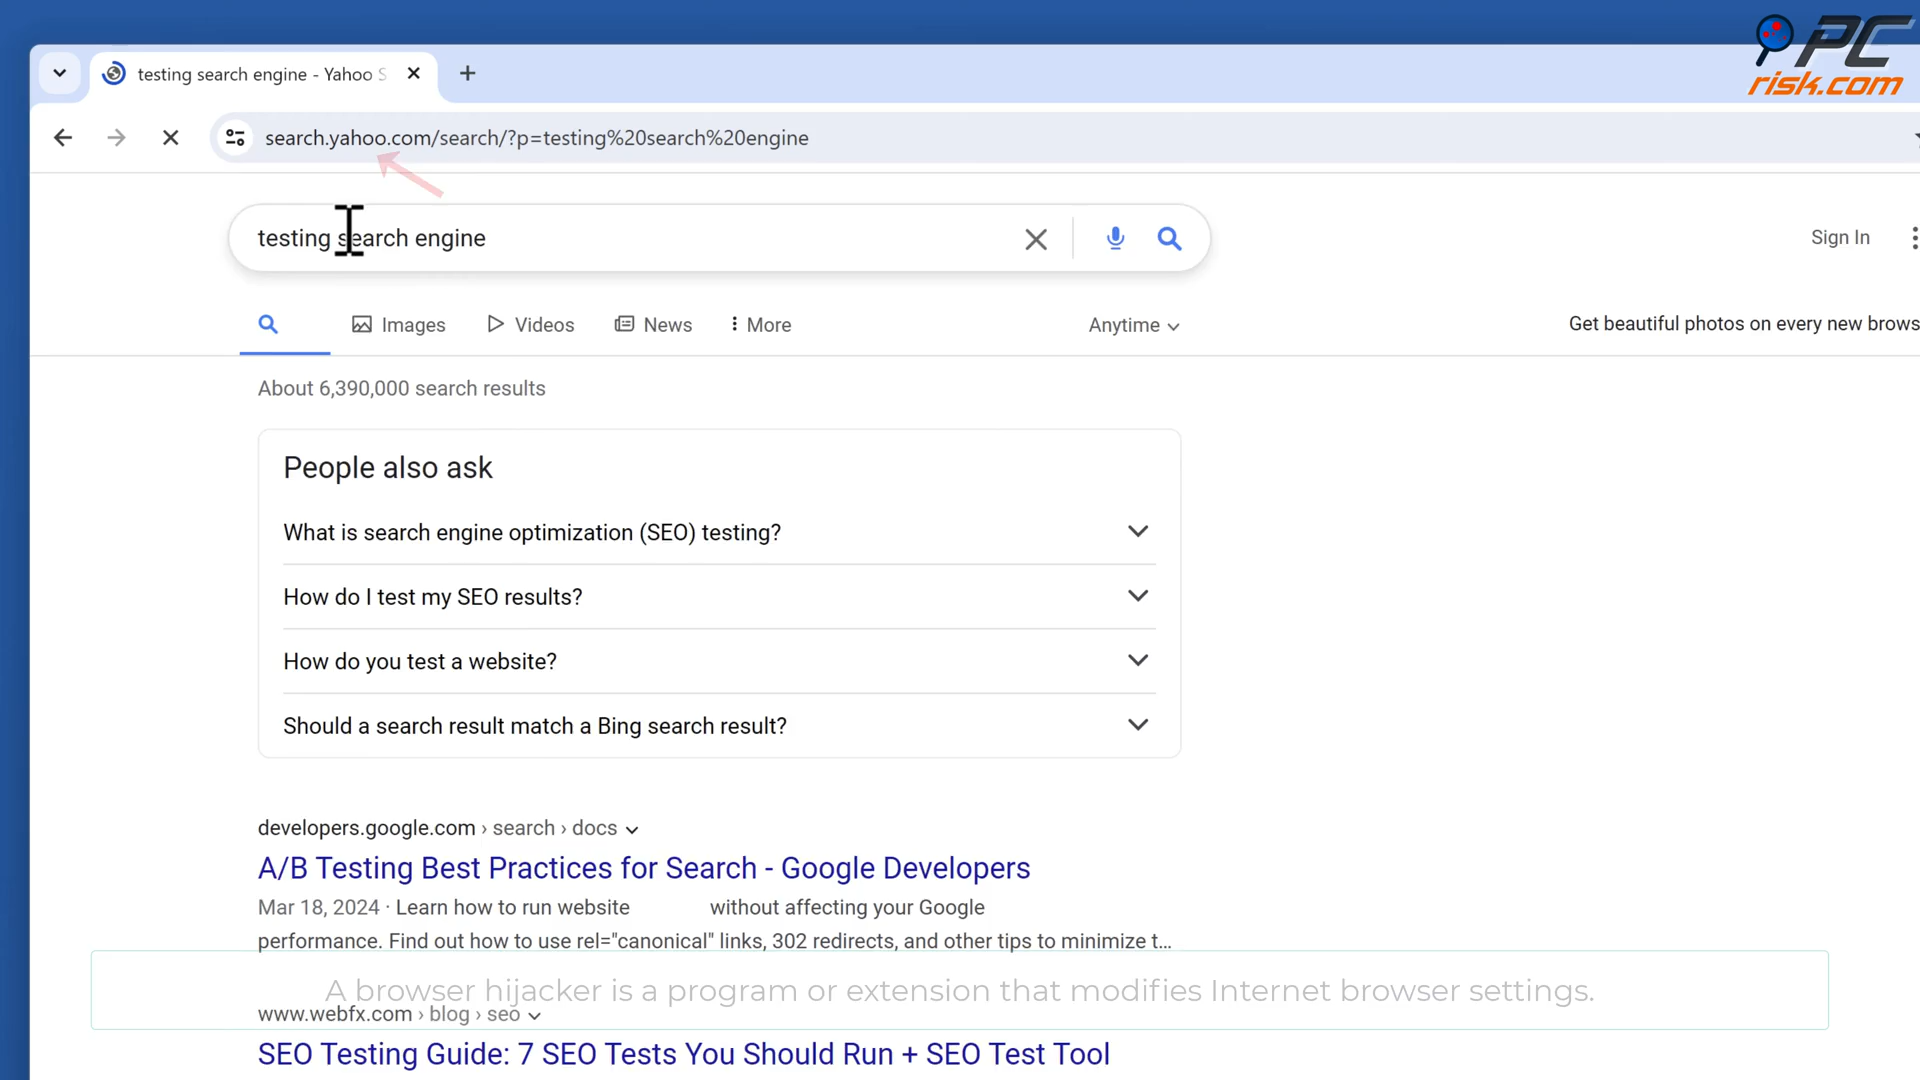 PC
risk.com
testing search engine - Yahoo S
search.yahoo.com/search/?p=testing%20search%20engine
testing search engine
Sign In
Images Videos News More Anytime
Get beautiful photos on every new brows
About 6,390,000 search results
People also ask
What is search engine optimization (SEO) testing?
How do I test my SEO results?
How do you test a website?
Should a search result match a Bing search result?
developers.google.com › search › docs
A/B Testing Best Practices for Search - Google Developers
Mar 18, 2024 · Learn how to run website without affecting your Google
performance. Find out how to use rel="canonical" links, 302 redirects, and other tips to minimize t...
A browser hijacker is a program or extension that modifies Internet browser settings.
www.webfx.com › blog › seo
SEO Testing Guide: 7 SEO Tests You Should Run + SEO Test Tool